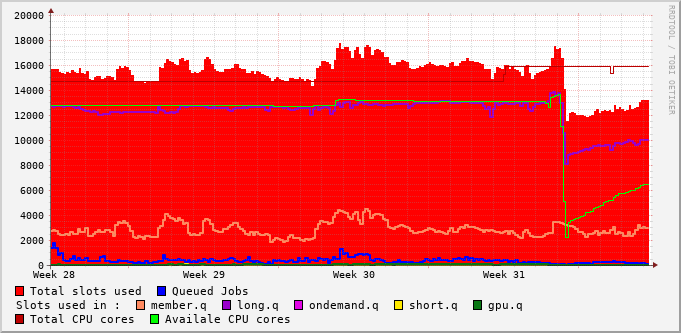 20000
18000
16000
14000
12000
10000
8000
6000
4000
2000
0
Week 28 Week 29 Week 30 Week 31
RRDTOOL / TOBI OETIKER
Total slots used Queued Jobs
Slots used in : member.q long.q ondemand.q short.q gpu.q
Total CPU cores Availale CPU cores